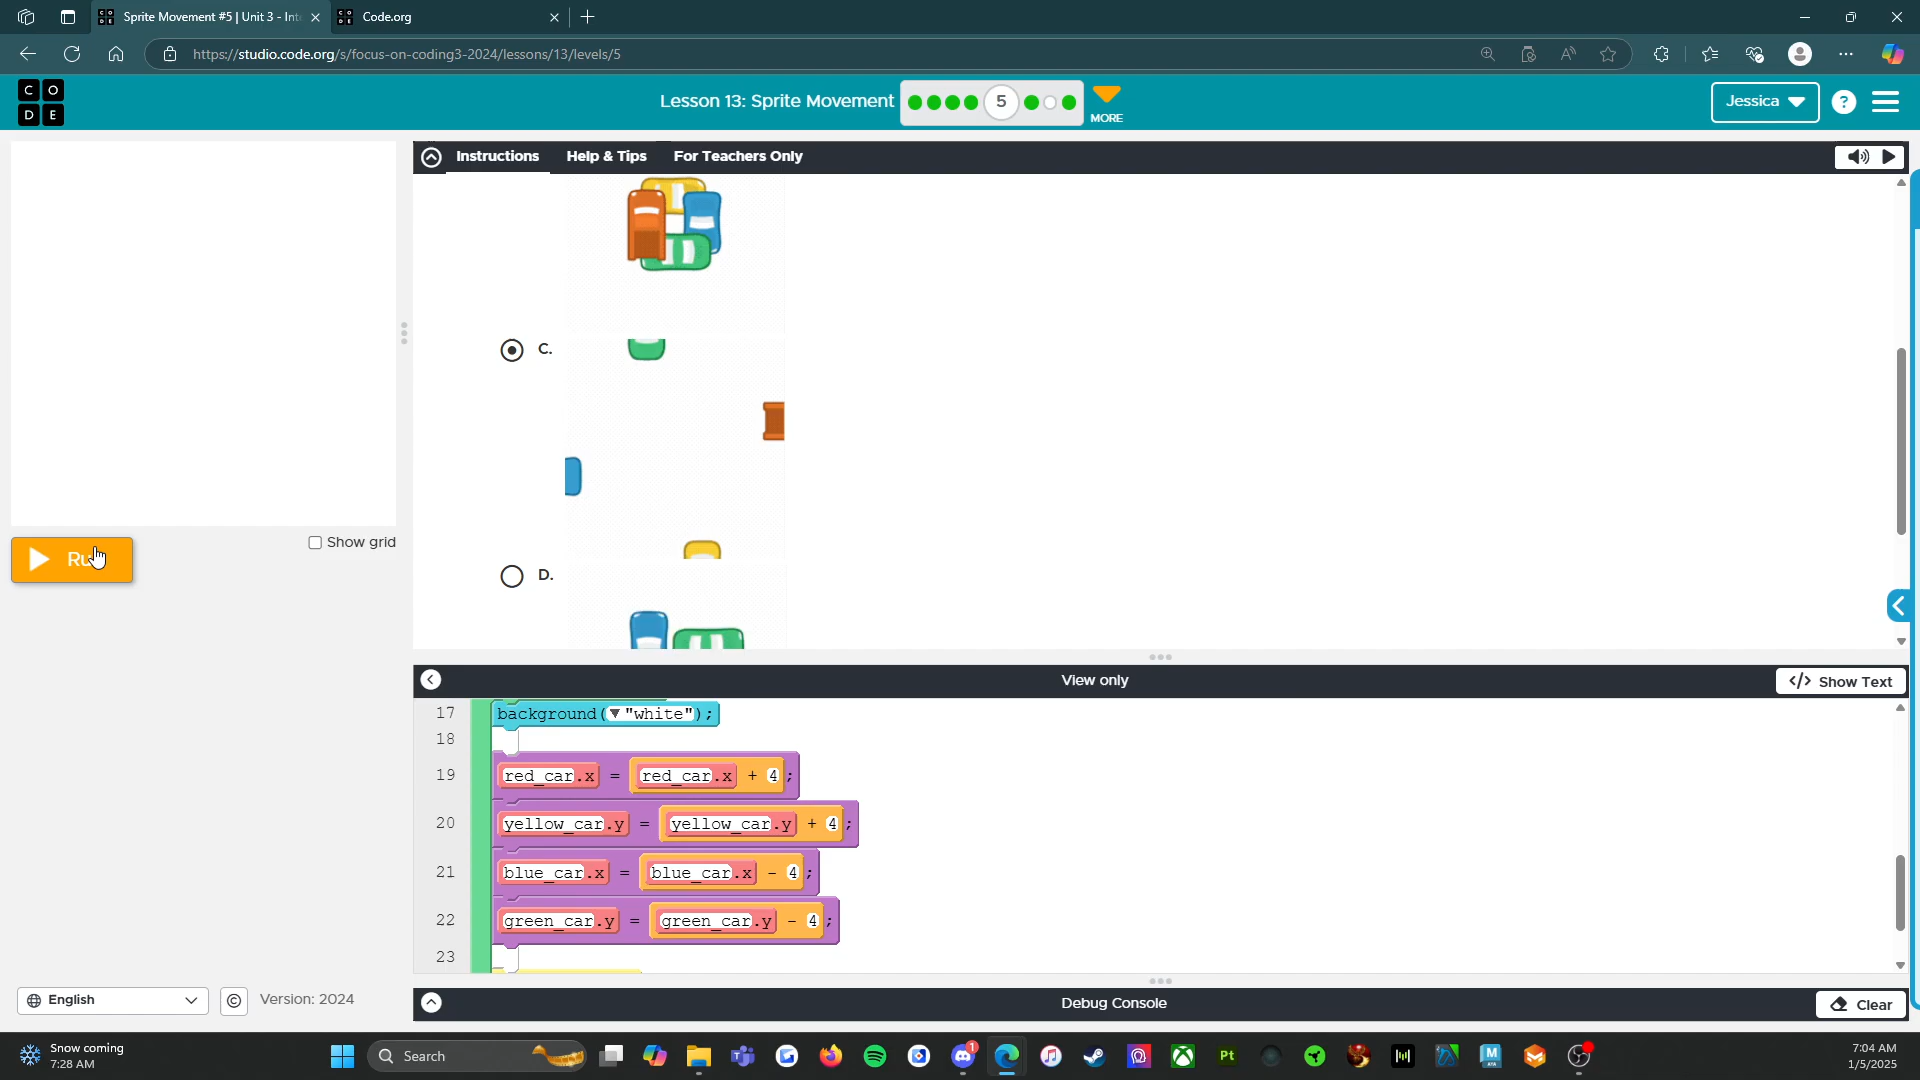 Sprite Movement #5 | Unit 3 - Int
Code.org
https://studio.code.org/s/focus-on-coding3-2024/lessons/13/levels/5
C O
D E
Lesson 13: Sprite Movement
5
MORE
Jessica
?
Instructions
Help & Tips
For Teachers Only
C.
D.
Show grid
View only
</> Show Text
17 background("white");
18
19 red_car.x = red_car.x + 4;
20 yellow_car.y = yellow_car.y + 4;
21 blue_car.x = blue_car.x - 4;
22 green_car.y = green_car.y - 4;
23
English
©
Version: 2024
Debug Console
Clear
Snow coming
7:28 AM
Search
1
Pt
M
7:04 AM
1/5/2025